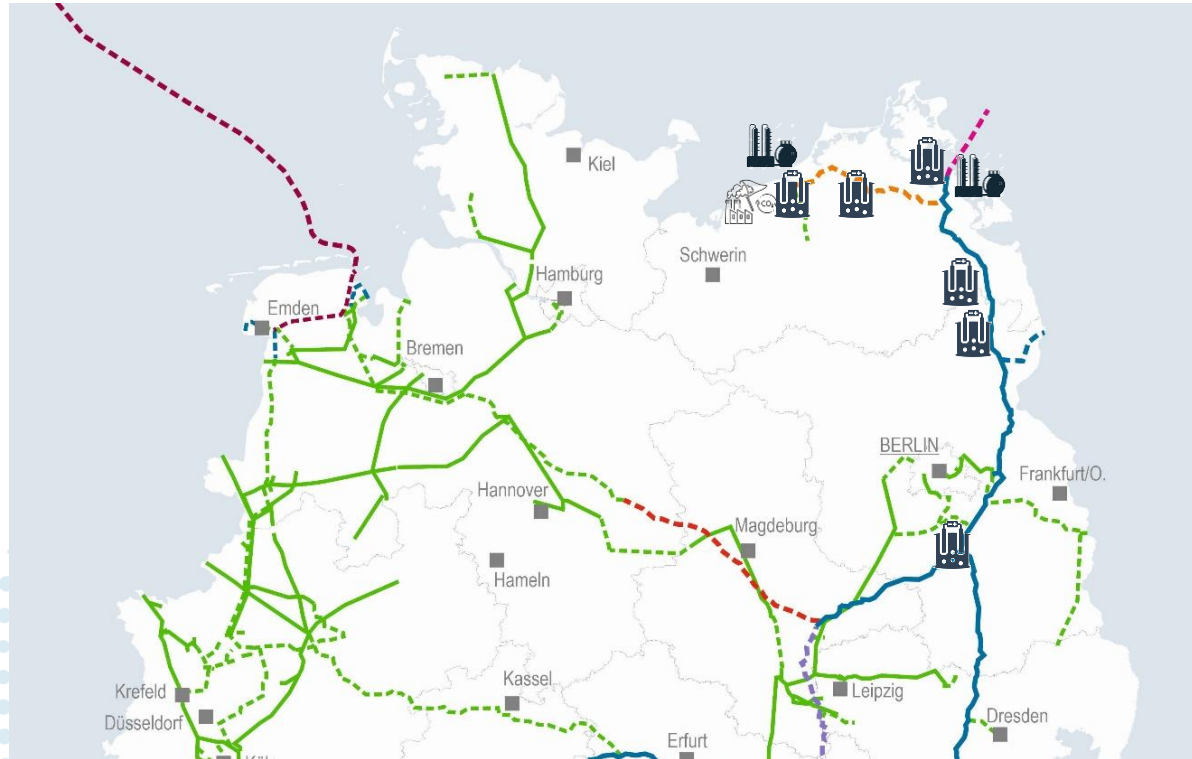 Kiel
Schwerin
Hamburg
Emden
Bremen
BERLIN
Frankfurt/O.
Hannover
Magdeburg
Hameln
Kassel
Krefeld
Düsseldorf
Leipzig
Dresden
Erfurt